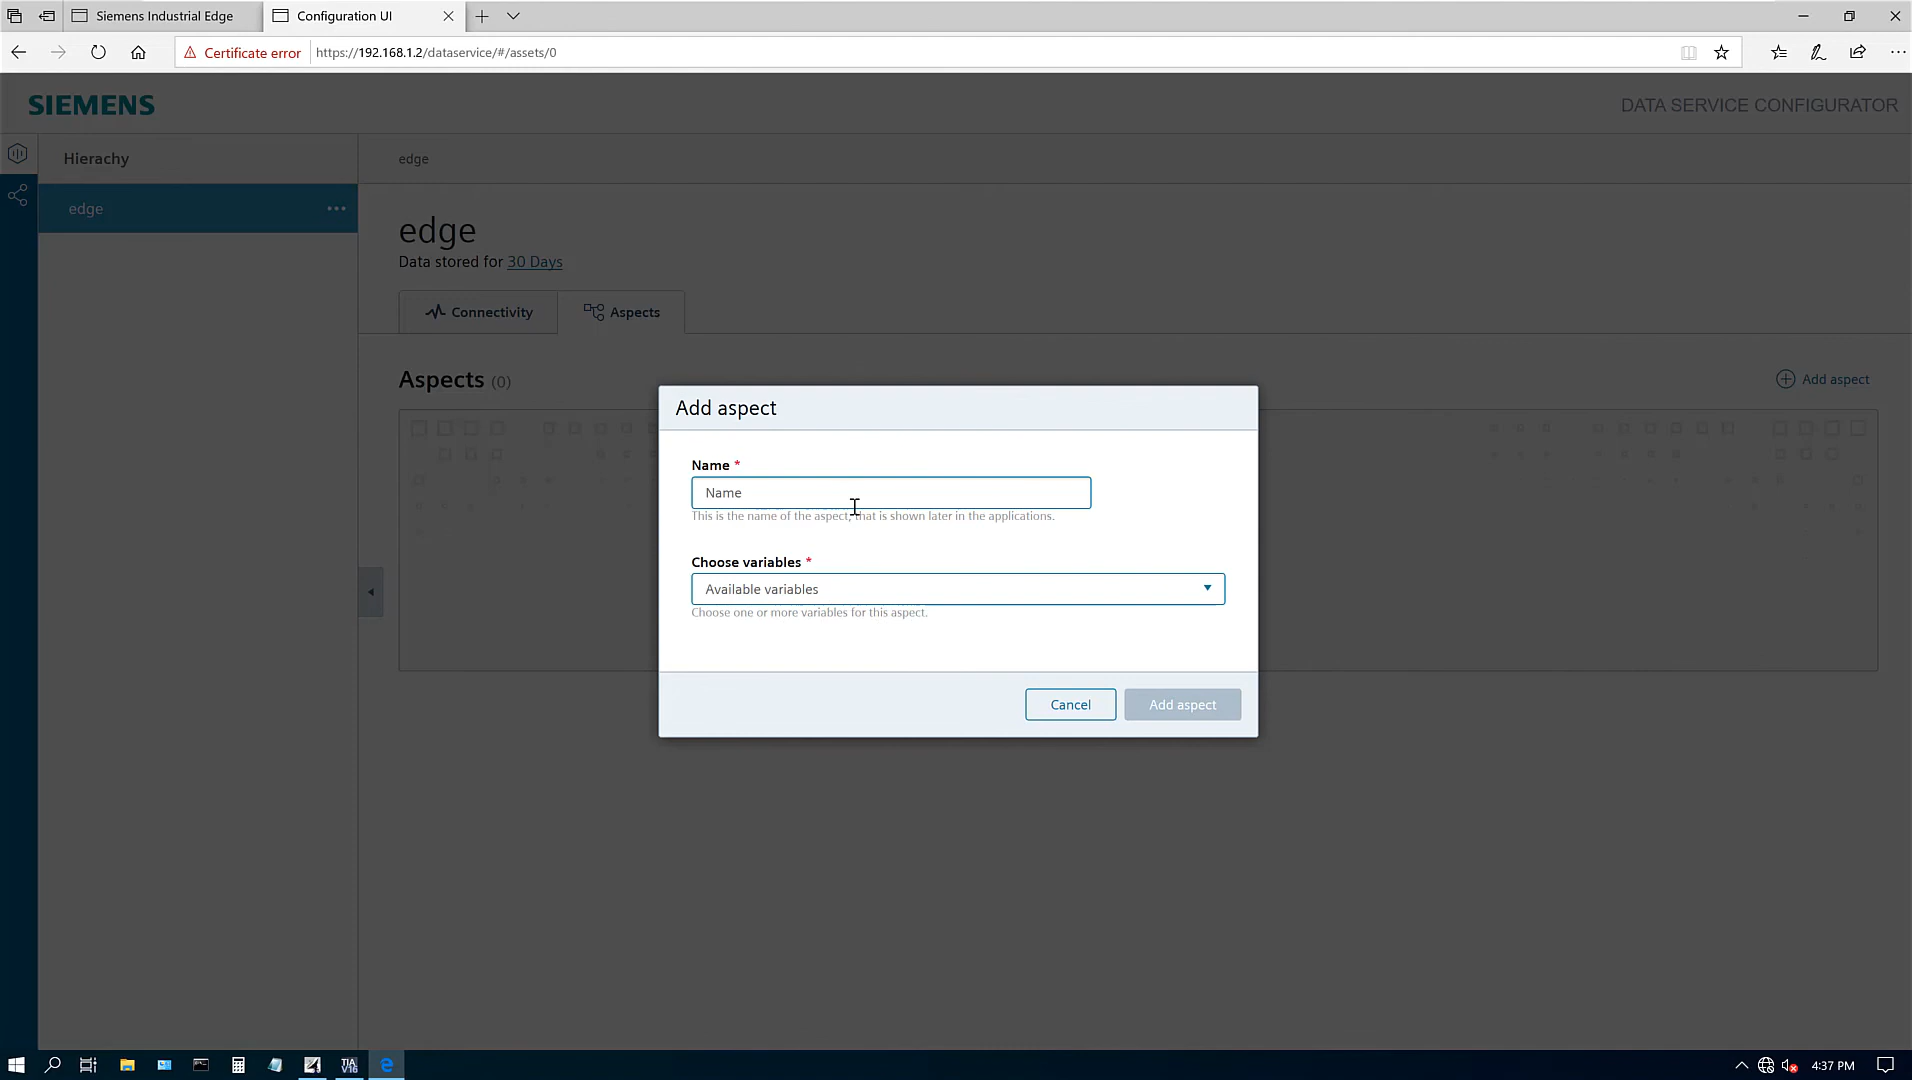 Siemens Industrial Edge
Configuration UI
Certificate error
https://192.168.1.2/dataservice/#/assets/0
SIEMENS
DATA SERVICE CONFIGURATOR
Hierachy
edge
edge
edge
Data stored for 30 Days
Connectivity
Aspects
Aspects (0)
Add aspect
Add aspect
Name *
Name
This is the name of the aspect, that is shown later in the applications.
Choose variables *
Available variables
Choose one or more variables for this aspect.
Cancel
Add aspect
TIA
V16
4:37 PM